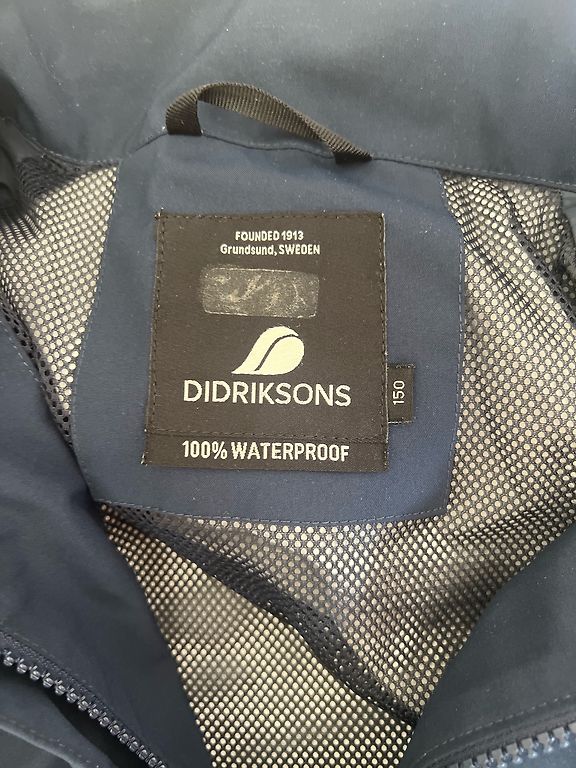 FOUNDED 1913
Grundsund, SWEDEN
DIDRIKSONS
150
100% WATERPROOF